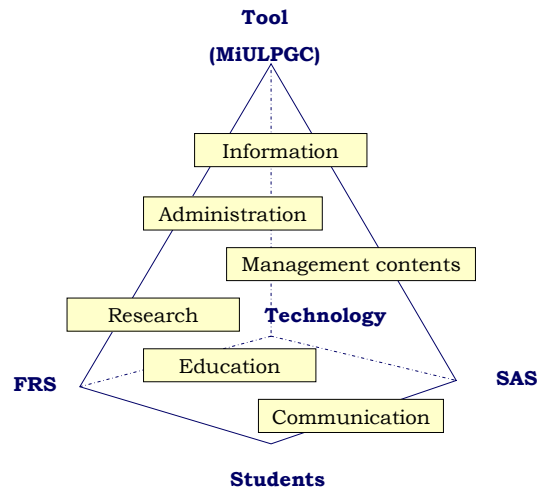 Tool
(MiULPGC)
Information
Administration
Management contents
Research
Technology
Education
FRS
SAS
Communication
Students